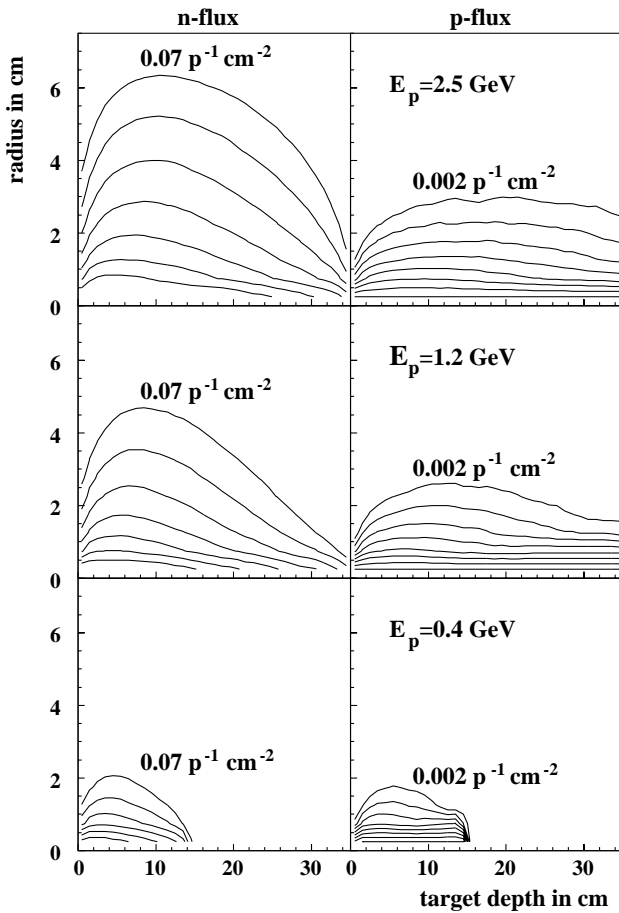 n-flux p-flux
radius in cm
0.07 p⁻¹ cm⁻²
E_p=2.5 GeV
0.002 p⁻¹ cm⁻²
6
4
2
0
0.07 p⁻¹ cm⁻²
E_p=1.2 GeV
0.002 p⁻¹ cm⁻²
6
4
2
0
0.07 p⁻¹ cm⁻²
E_p=0.4 GeV
0.002 p⁻¹ cm⁻²
6
4
2
0
0 10 20 30 0 10 20 30
target depth in cm